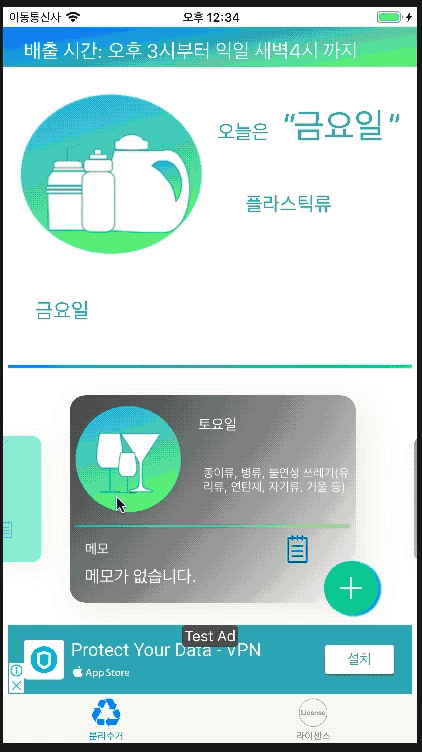 이동통신사 오후 12:34
배출 시간: 오후 3시부터 익일 새벽4시 까지
오늘은 "금요일"
플라스틱류
금요일
토요일
종이류, 병류, 불연성 쓰레기(유
리류, 연탄재, 자기류, 거울 등)
메모
메모가 없습니다.
Test Ad
Protect Your Data - VPN
App Store
설치
분리수거
License
라이센스